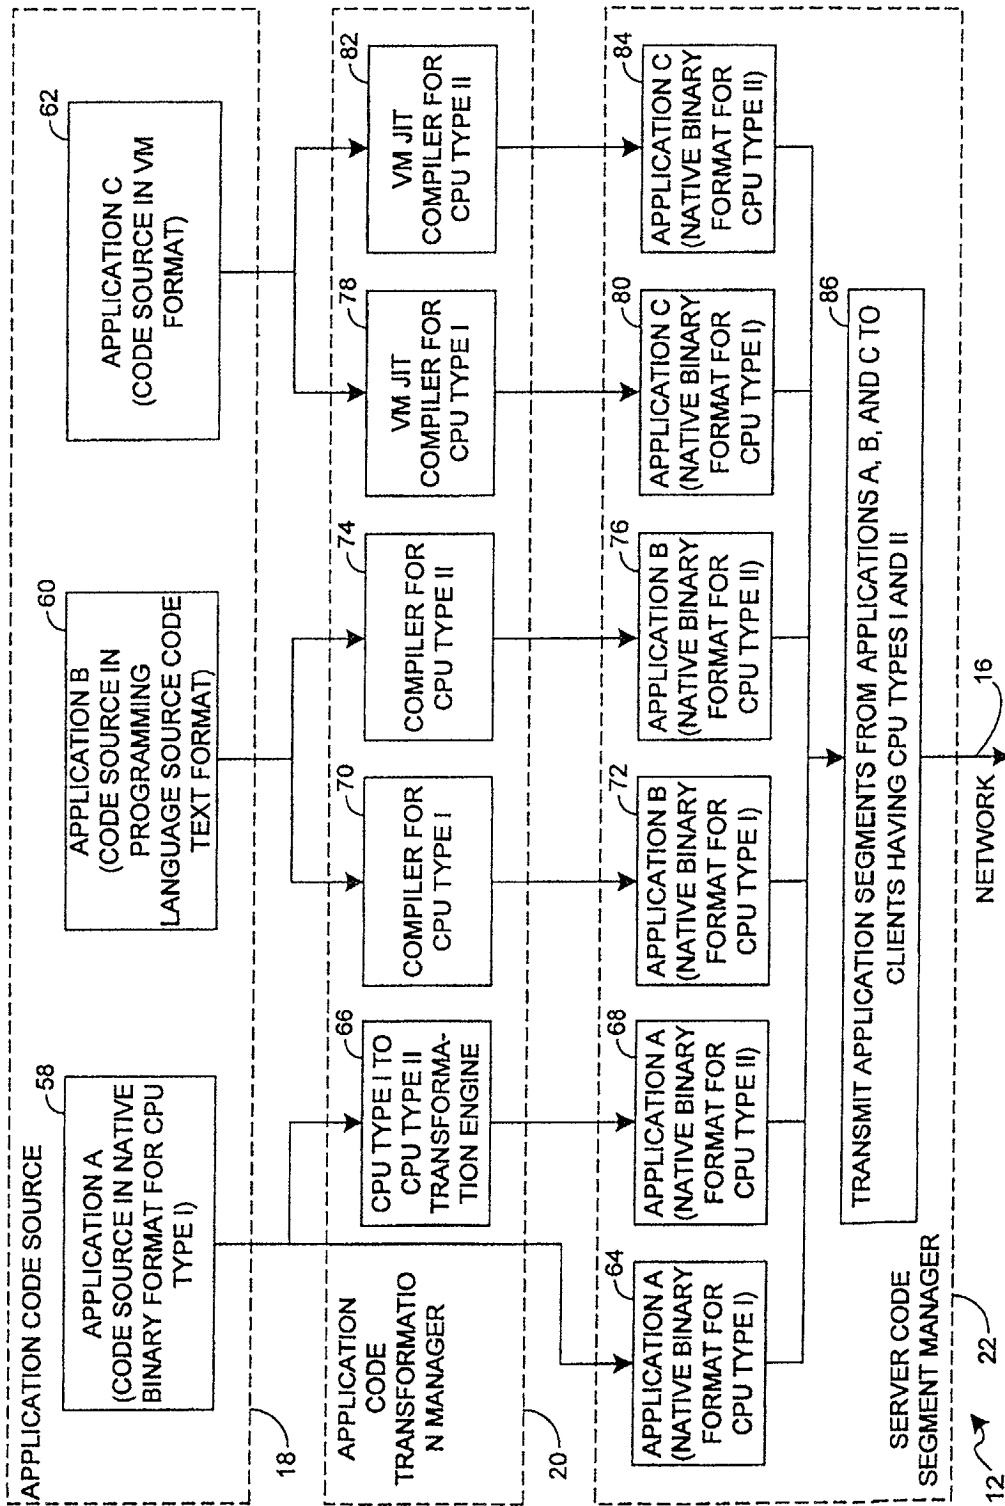 APPLICATION CODE SOURCE
58
APPLICATION A
(CODE SOURCE IN NATIVE
BINARY FORMAT FOR CPU
TYPE I)
60
APPLICATION B
(CODE SOURCE IN
PROGRAMMING
LANGUAGE SOURCE CODE
TEXT FORMAT)
62
APPLICATION C
(CODE SOURCE IN VM
FORMAT)
18
APPLICATION
CODE
TRANSFORMATIO
N MANAGER
66
CPU TYPE I TO
CPU TYPE II
TRANSFORMA-
TION ENGINE
70
COMPILER FOR
CPU TYPE I
74
COMPILER FOR
CPU TYPE II
78
VM JIT
COMPILER FOR
CPU TYPE I
82
VM JIT
COMPILER FOR
CPU TYPE II
20
64
APPLICATION A
(NATIVE BINARY
FORMAT FOR
CPU TYPE I)
68
APPLICATION A
(NATIVE BINARY
FORMAT FOR
CPU TYPE II)
72
APPLICATION B
(NATIVE BINARY
FORMAT FOR
CPU TYPE I)
76
APPLICATION B
(NATIVE BINARY
FORMAT FOR
CPU TYPE II)
80
APPLICATION C
(NATIVE BINARY
FORMAT FOR
CPU TYPE I)
84
APPLICATION C
(NATIVE BINARY
FORMAT FOR
CPU TYPE II)
86
TRANSMIT APPLICATION SEGMENTS FROM APPLICATIONS A, B, AND C TO
CLIENTS HAVING CPU TYPES I AND II
SERVER CODE
SEGMENT MANAGER
22
NETWORK
16
12